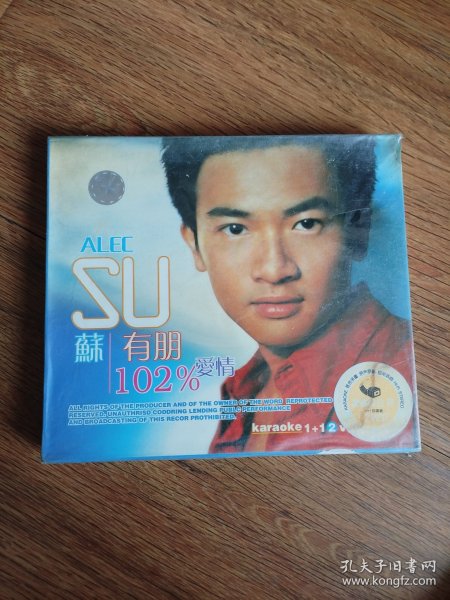 ALEC
SU
蘇 有朋
102%愛情
ALL RIGHTS OF THE PRODUCER AND OF THE OWNER OF THE WORD REPROTECTED
RESERVED. UNAUTHRISO CODDRING LENDING PUBLC PERFORMANCE
AND BROADCASTING OF THIS RECOR PROTHIBITED.
karaoke 1+1 2 v
孔夫子旧书网
www.kongfz.com